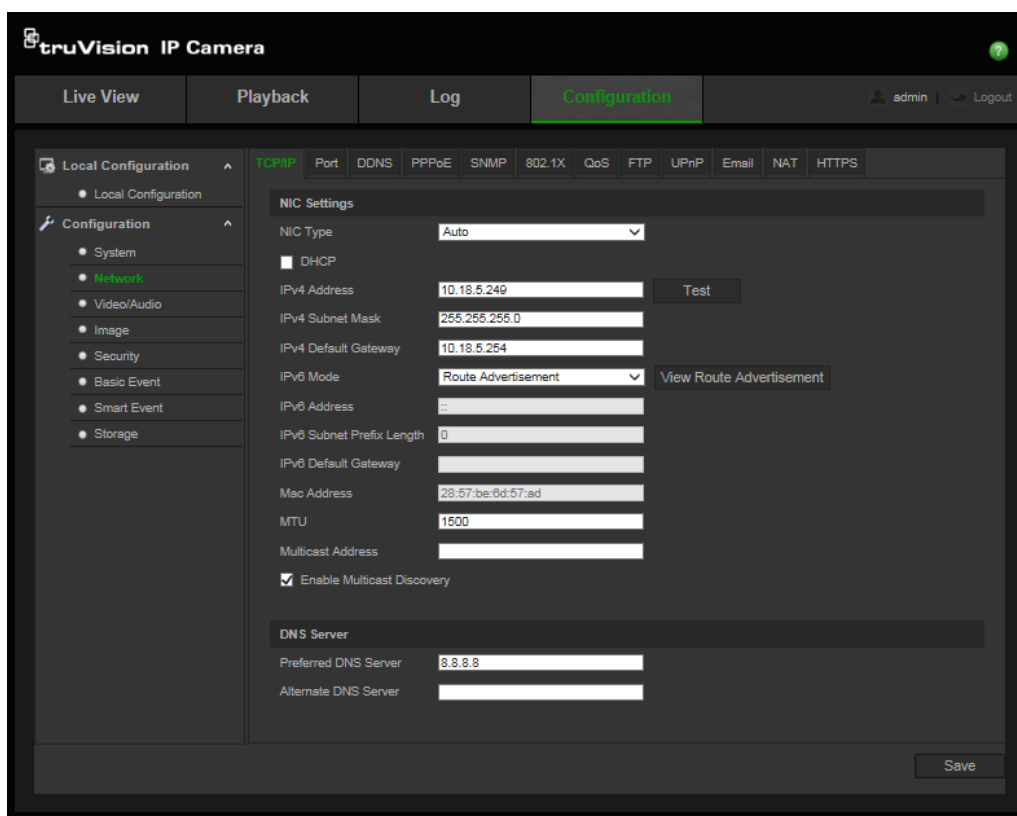 truVision IP Camera
?
Live View Playback Log Configuration admin | Logout
Local Configuration
Local Configuration
Configuration
System
Network
Video/Audio
Image
Security
Basic Event
Smart Event
Storage
TCP/IP Port DDNS PPPoE SNMP 802.1X QoS FTP UPnP Email NAT HTTPS
NIC Settings
NIC Type Auto
DHCP
IPv4 Address 10.18.5.249 Test
IPv4 Subnet Mask 255.255.255.0
IPv4 Default Gateway 10.18.5.254
IPv6 Mode Route Advertisement View Route Advertisement
IPv6 Address ::
IPv6 Subnet Prefix Length 0
IPv6 Default Gateway
Mac Address 28:57:be:6d:57:ad
MTU 1500
Multicast Address
Enable Multicast Discovery
DNS Server
Preferred DNS Server 8.8.8.8
Alternate DNS Server
Save